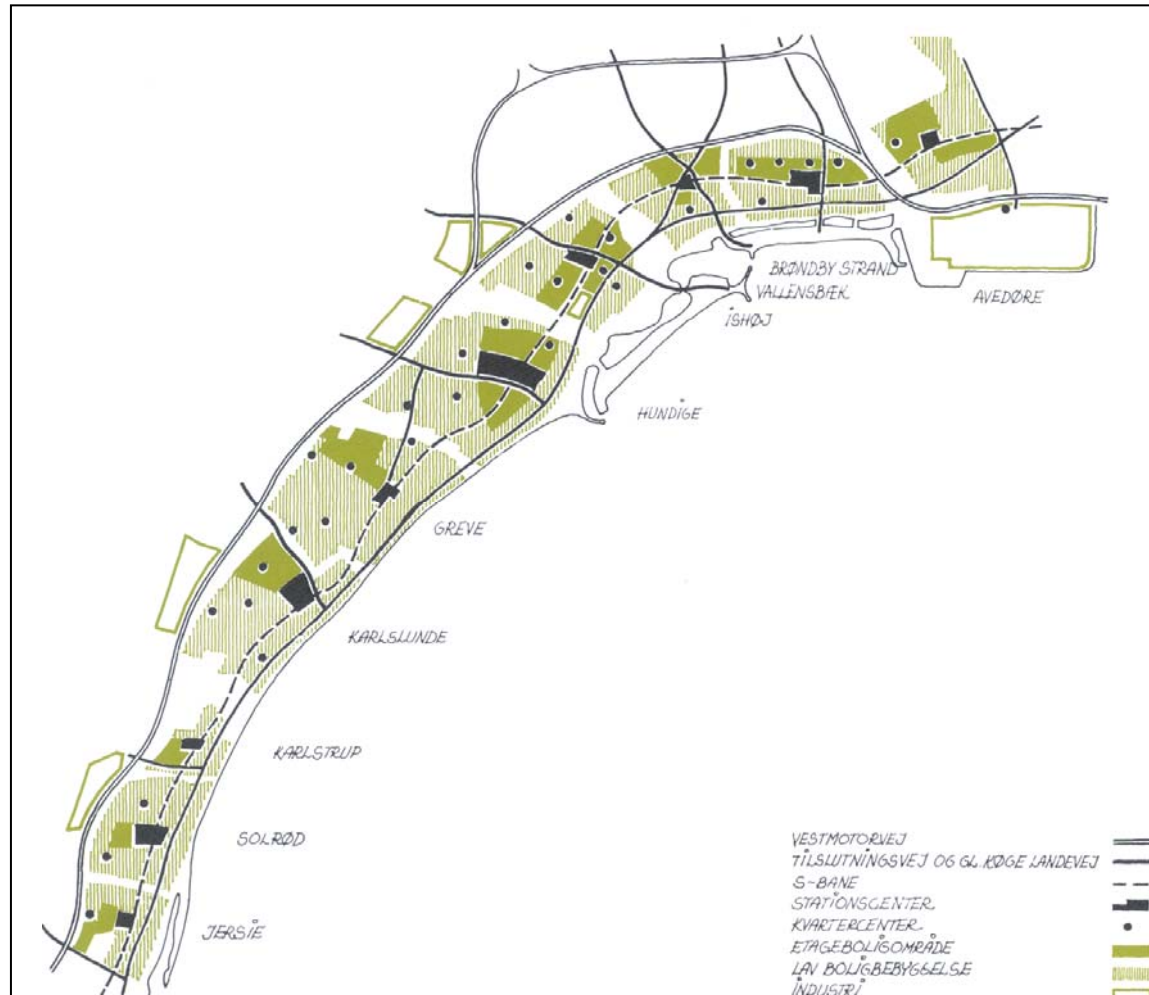 BRØNDBY STRAND
VALLENSBÆK
AVEDØRE
ISHØJ
HUNDIGE
GREVE
KARLSLUNDE
KARLSTRUP
SOLRØD
JERSIE
VESTMOTORVEJ
TILSLUTNINGSVEJ OG GL. KØGE LANDEVEJ
S-BANE
STATIONSCENTER
KVARTERCENTER
ETAGEBOLIGOMRÅDE
LAV BOLIGBEBYGGELSE
INDUSTRI